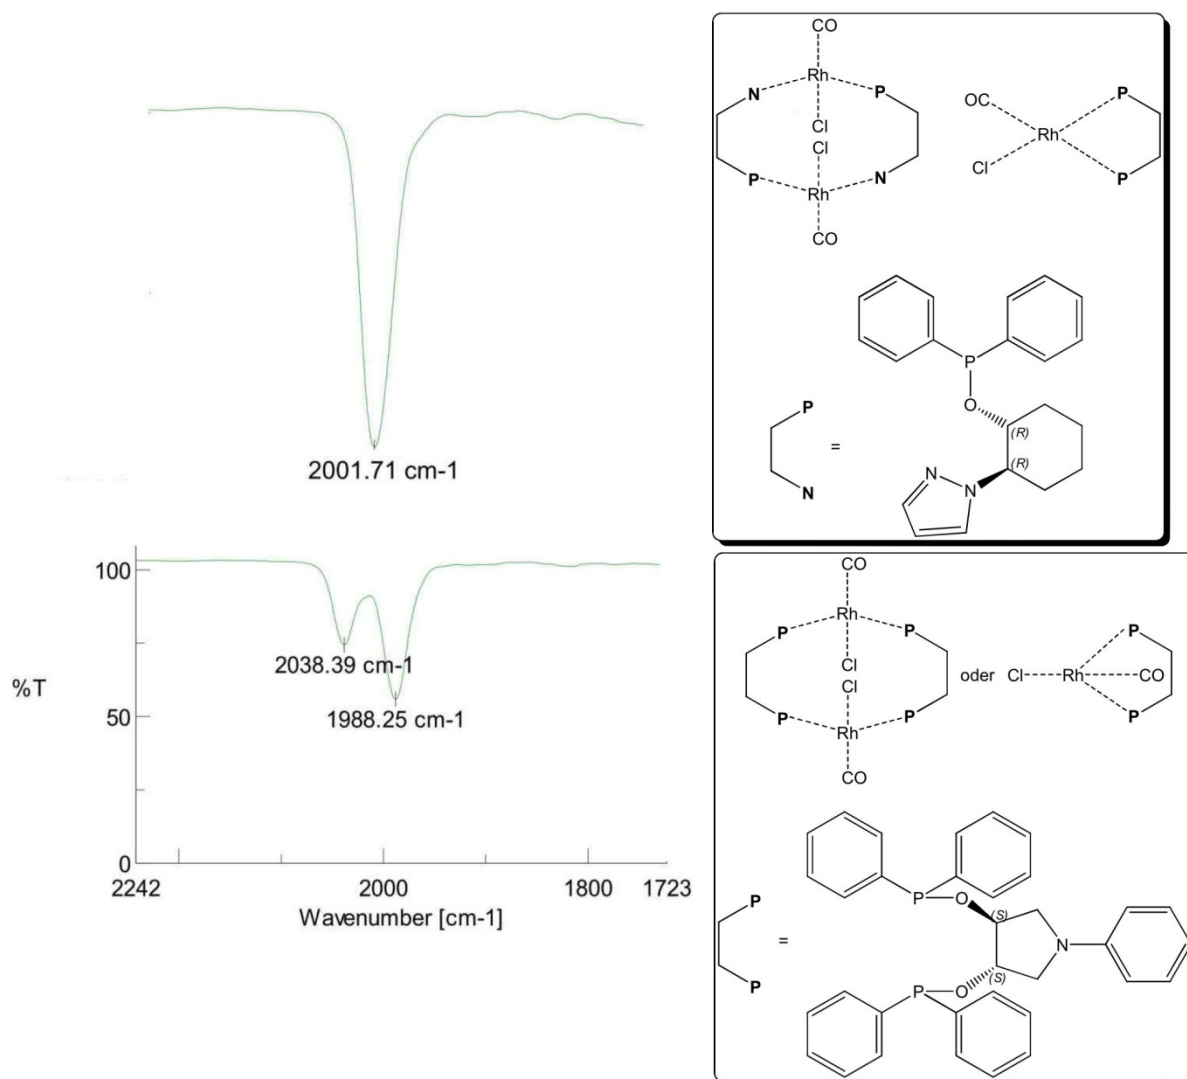 2001.71 cm-1
100
2038.39 cm-1
%T
1988.25 cm-1
50
0
2242 2000 1800 1723
Wavenumber [cm-1]
CO
Rh
N P
OC P
Cl
Rh
Cl
Cl P
P N
Rh
CO
P
O
P (R)
=
(R)
N
N N
CO
Rh
P P P
Cl
oder Cl Rh CO
Cl
P P P
Rh
CO
P O
P (S)
=
N
(S)
P
P O